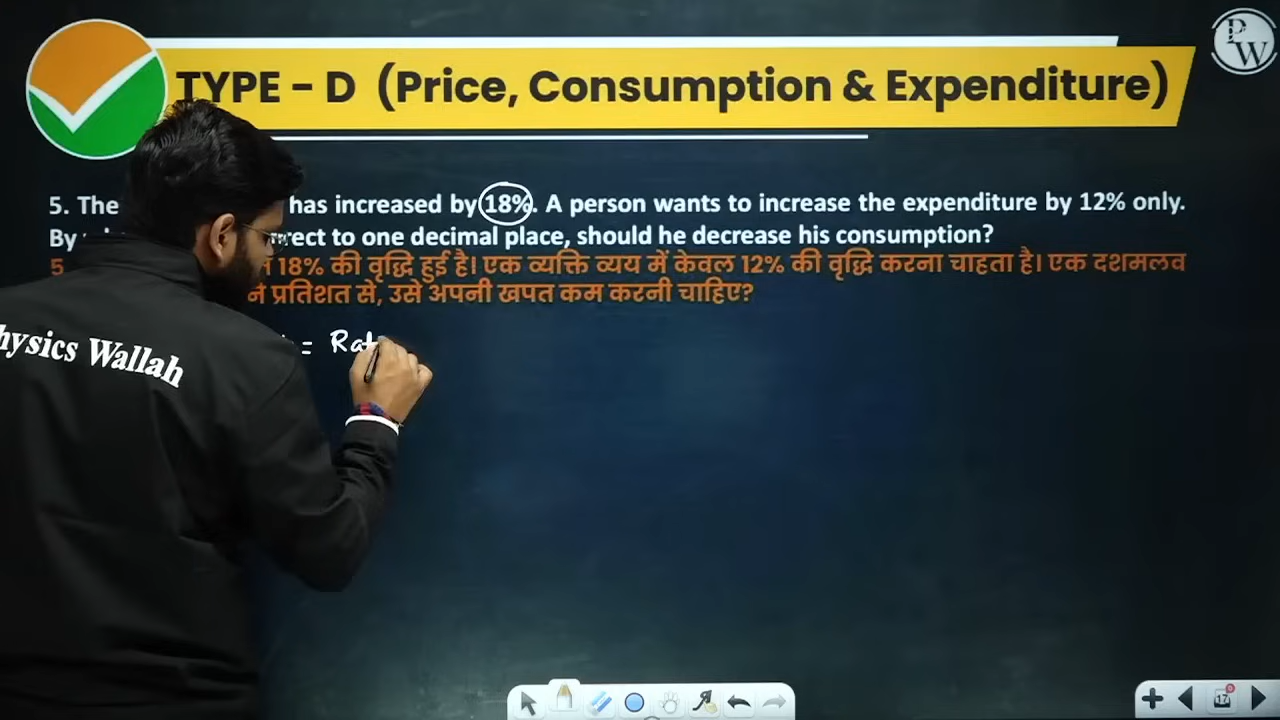 PW
TYPE - D (Price, Consumption & Expenditure)
5. The has increased by 18%. A person wants to increase the expenditure by 12% only.
By rrect to one decimal place, should he decrease his consumption?
5 18% की वृद्धि हुई है। एक व्यक्ति व्यय में केवल 12% की वृद्धि करना चाहता है। एक दशमलव
ने प्रतिशत से, उसे अपनी खपत कम करनी चाहिए?
= Rat
hysics Wallah
17